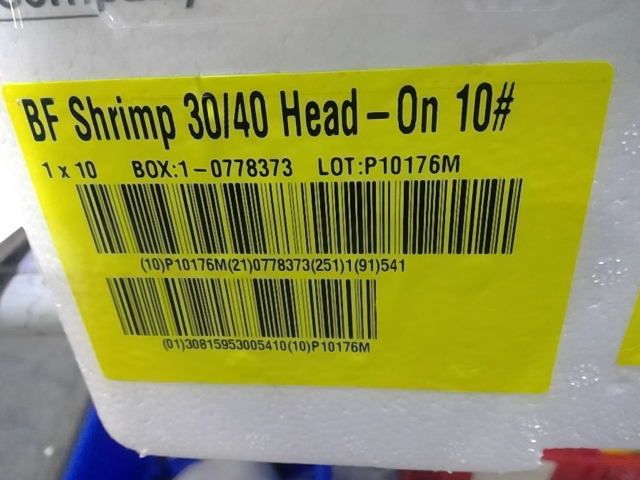 Company
BF Shrimp 30/40 Head-On 10#
1 x 10 BOX:1-0778373 LOT:P10176M
(10)P10176M(21)0778373(251)1(91)541
(01)30815953005410(10)P10176M